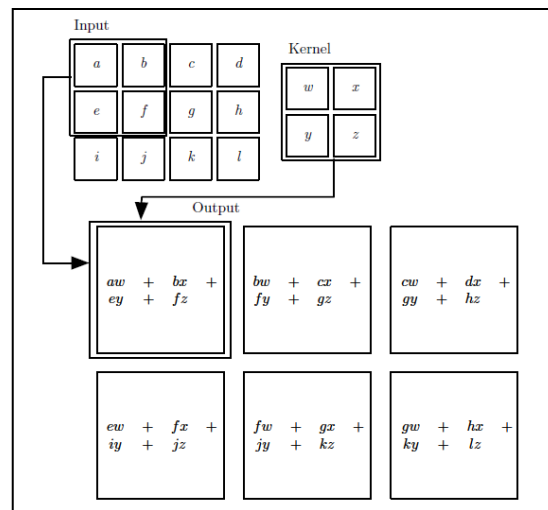 Input
Kernel
a b c d
w x
e f g h
y z
i j k l
Output
aw + bx +
ey + fz
bw + cx +
fy + gz
cw + dx +
gy + hz
ew + fx +
iy + jz
fw + gx +
jy + kz
gw + hx +
ky + lz